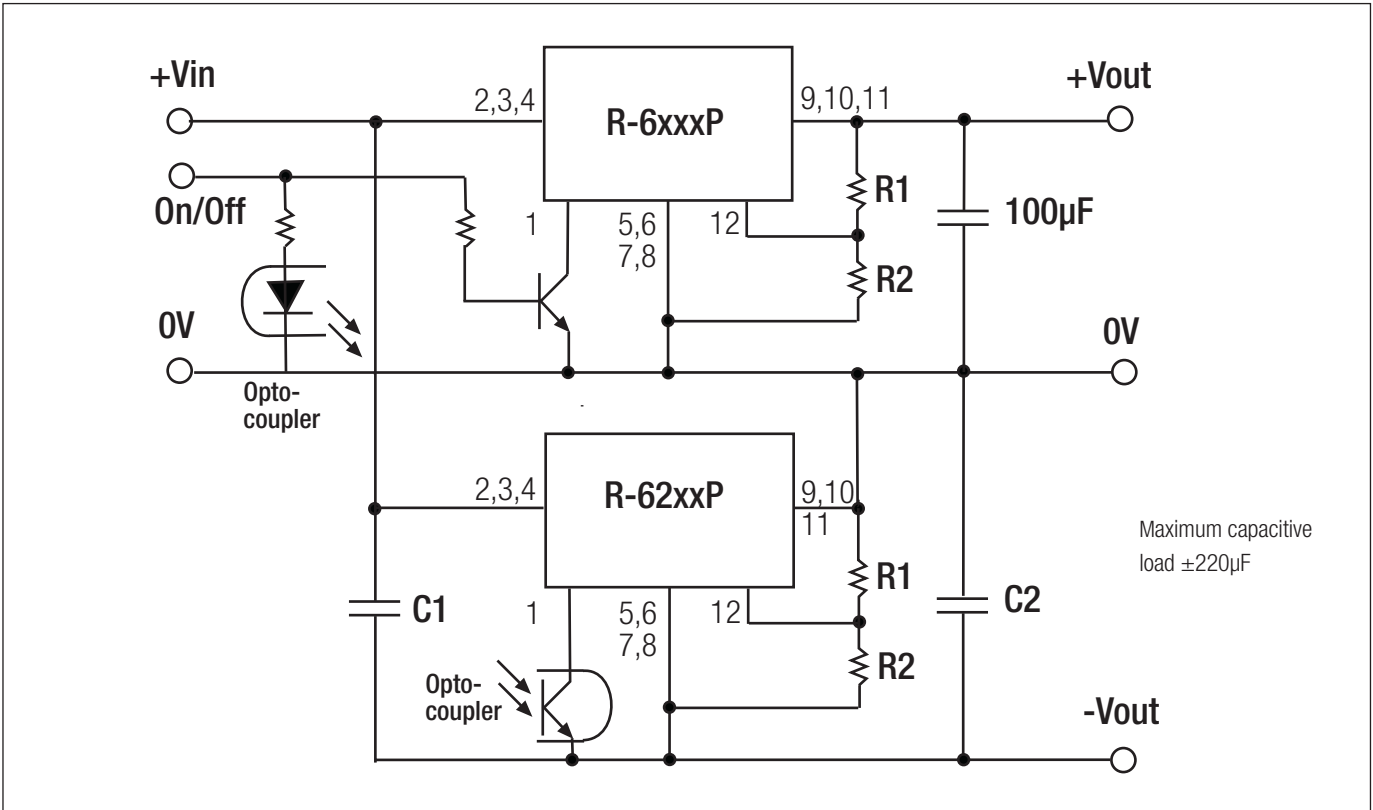 +Vin
2,3,4
R-6xxxP
9,10,11
+Vout
On/Off
1
5,6
7,8
12
R1
R2
100µF
0V
0V
Opto-
coupler
2,3,4
R-62xxP
9,10
11
Maximum capacitive
load ±220µF
C1
1
5,6
7,8
12
R1
R2
C2
Opto-
coupler
-Vout